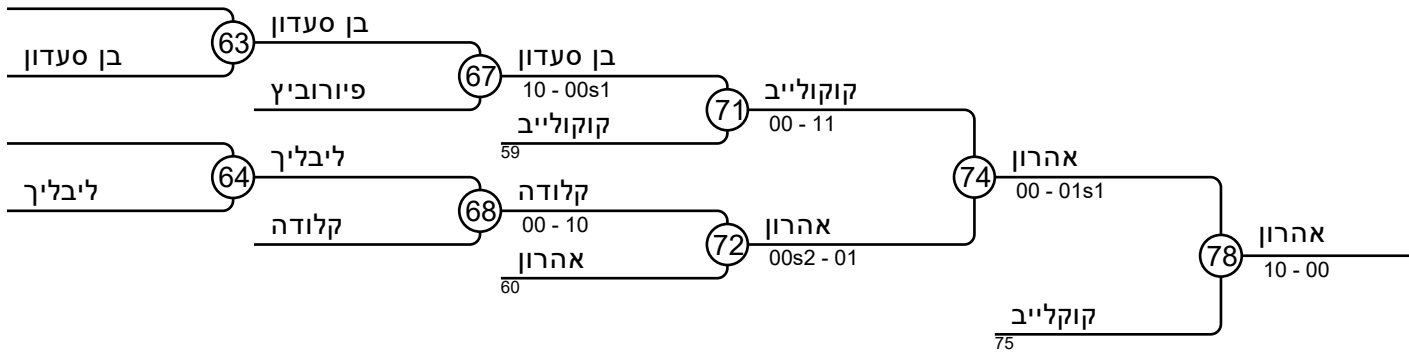 63
בן סעדון
בן סעדון
67
פיורוביץ
בן סעדון
10 - 00s1
71
קוקולייב
59
קוקולייב
00 - 11
64
ליבליך
ליבליך
68
קלודה
קלודה
00 - 10
72
אהרון
60
אהרון
00s2 - 01
74
אהרון
00 - 01s1
78
קוקלייב
75
אהרון
10 - 00